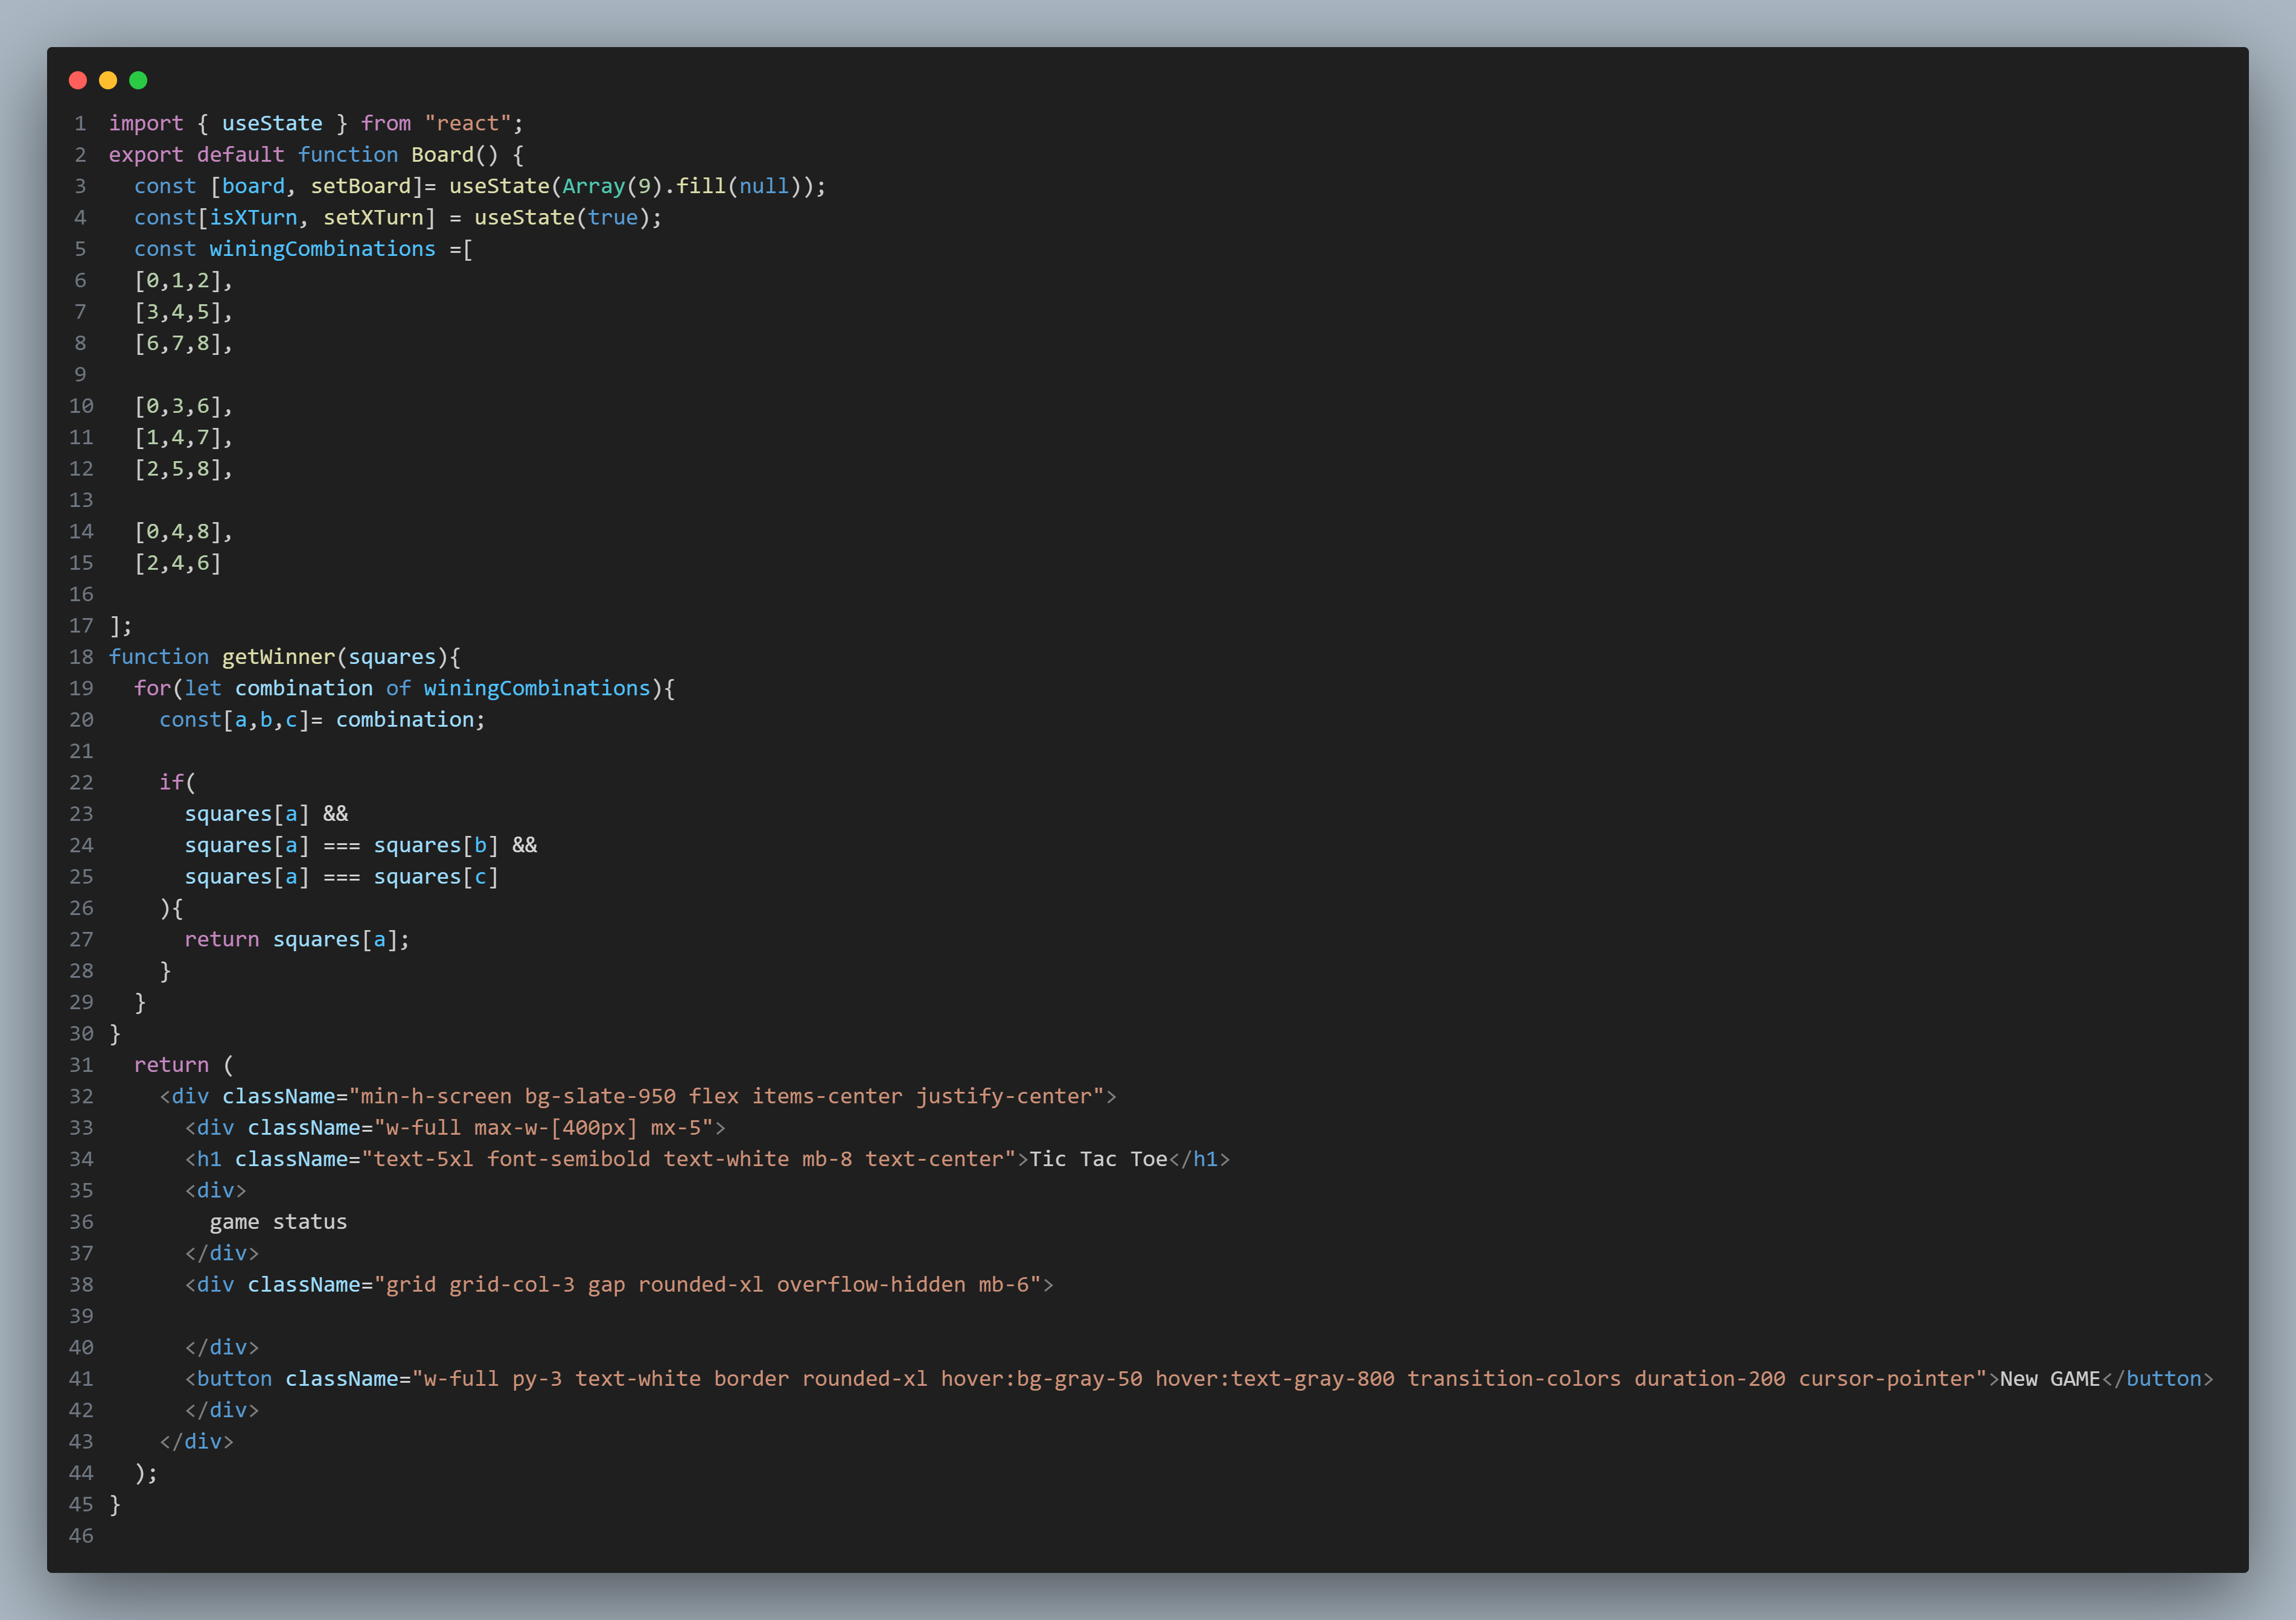 1 import { useState } from "react";
2 export default function Board() {
3   const [board, setBoard]= useState(Array(9).fill(null));
4   const[isXTurn, setXTurn] = useState(true);
5   const winingCombinations =[
6   [0,1,2],
7   [3,4,5],
8   [6,7,8],
9
10   [0,3,6],
11   [1,4,7],
12   [2,5,8],
13
14   [0,4,8],
15   [2,4,6]
16
17 ];
18 function getWinner(squares){
19   for(let combination of winingCombinations){
20     const[a,b,c]= combination;
21
22     if(
23       squares[a] &&
24       squares[a] === squares[b] &&
25       squares[a] === squares[c]
26     ){
27       return squares[a];
28     }
29   }
30 }
31   return (
32     <div className="min-h-screen bg-slate-950 flex items-center justify-center">
33       <div className="w-full max-w-[400px] mx-5">
34       <h1 className="text-5xl font-semibold text-white mb-8 text-center">Tic Tac Toe</h1>
35       <div>
36         game status
37       </div>
38       <div className="grid grid-col-3 gap rounded-xl overflow-hidden mb-6">
39
40       </div>
41       <button className="w-full py-3 text-white border rounded-xl hover:bg-gray-50 hover:text-gray-800 transition-colors duration-200 cursor-pointer">New GAME</button>
42       </div>
43     </div>
44   );
45 }
46